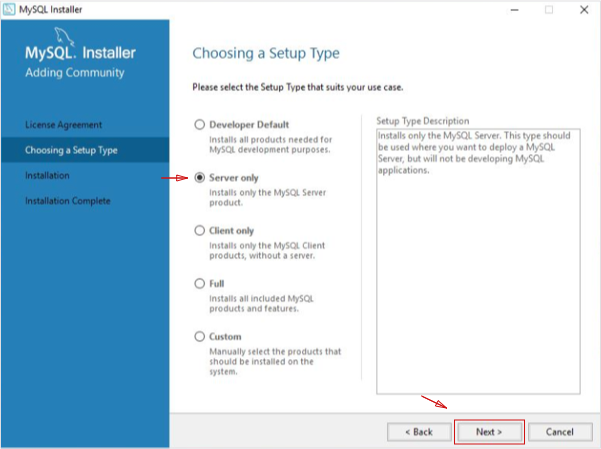 MySQL Installer
MySQL. Installer
Adding Community
License Agreement
Choosing a Setup Type
Installation
Installation Complete
Choosing a Setup Type
Please select the Setup Type that suits your use case.
Developer Default
Installs all products needed for
MySQL development purposes.
Server only
Installs only the MySQL Server
product.
Client only
Installs only the MySQL Client
products, without a server.
Full
Installs all included MySQL
products and features.
Custom
Manually select the products that
should be installed on the
system.
Setup Type Description
Installs only the MySQL Server. This type should
be used where you want to deploy a MySQL
Server, but will not be developing MySQL
applications.
< Back
Next >
Cancel